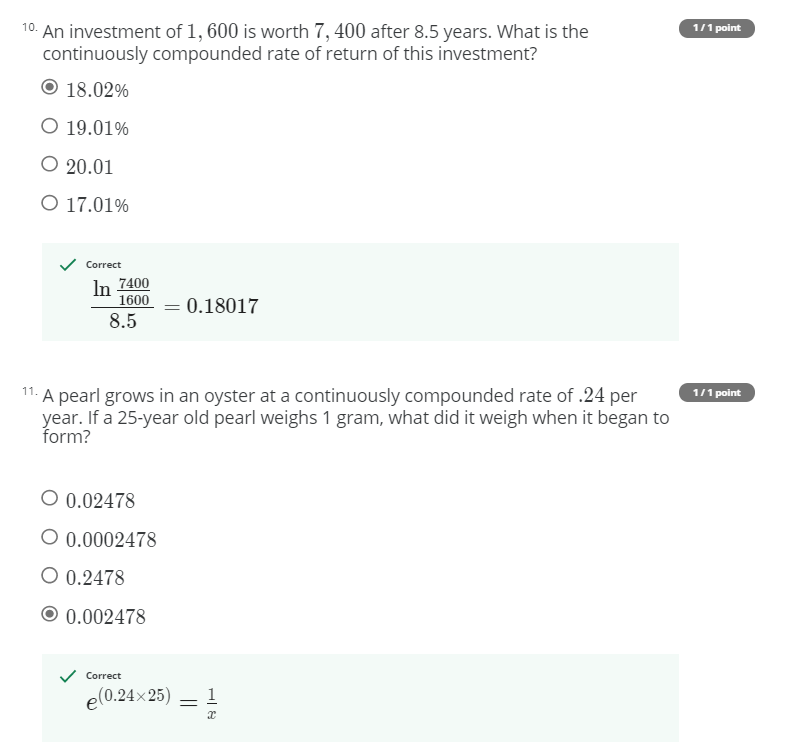 10. An investment of 1, 600 is worth 7, 400 after 8.5 years. What is the
1 / 1 point
continuously compounded rate of return of this investment?
18.02%
19.01%
20.01
17.01%
Correct
ln 7400/1600 / 8.5 = 0.18017
11. A pearl grows in an oyster at a continuously compounded rate of .24 per
1 / 1 point
year. If a 25-year old pearl weighs 1 gram, what did it weigh when it began to
form?
0.02478
0.0002478
0.2478
0.002478
Correct
e^(0.24×25) = 1/x